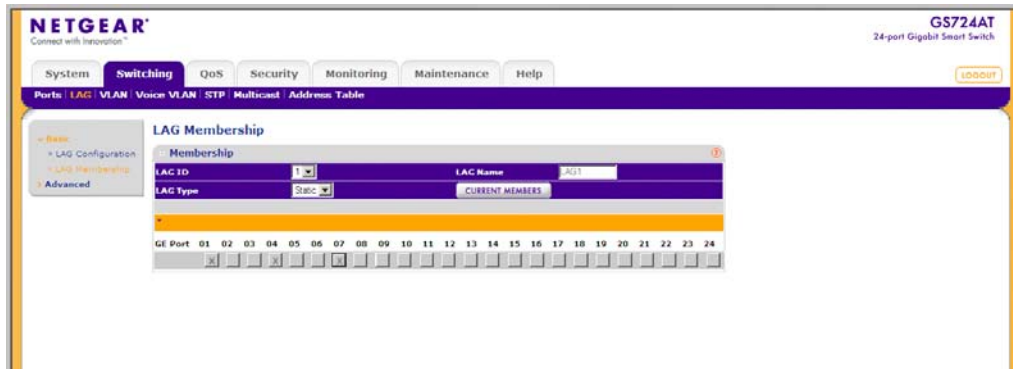 NETGEAR
Connect with Innovation™
GS724AT
24-port Gigabit Smart Switch
System Switching QoS Security Monitoring Maintenance Help
LOGOUT
Ports LAG VLAN Voice VLAN STP Multicast Address Table
Basic
LAG Configuration
LAG Membership
Advanced
LAG Membership
Membership
LAG ID 1 LAG Name LAG1
LAG Type Static CURRENT MEMBERS
GE Port 01 02 03 04 05 06 07 08 09 10 11 12 13 14 15 16 17 18 19 20 21 22 23 24
X X X